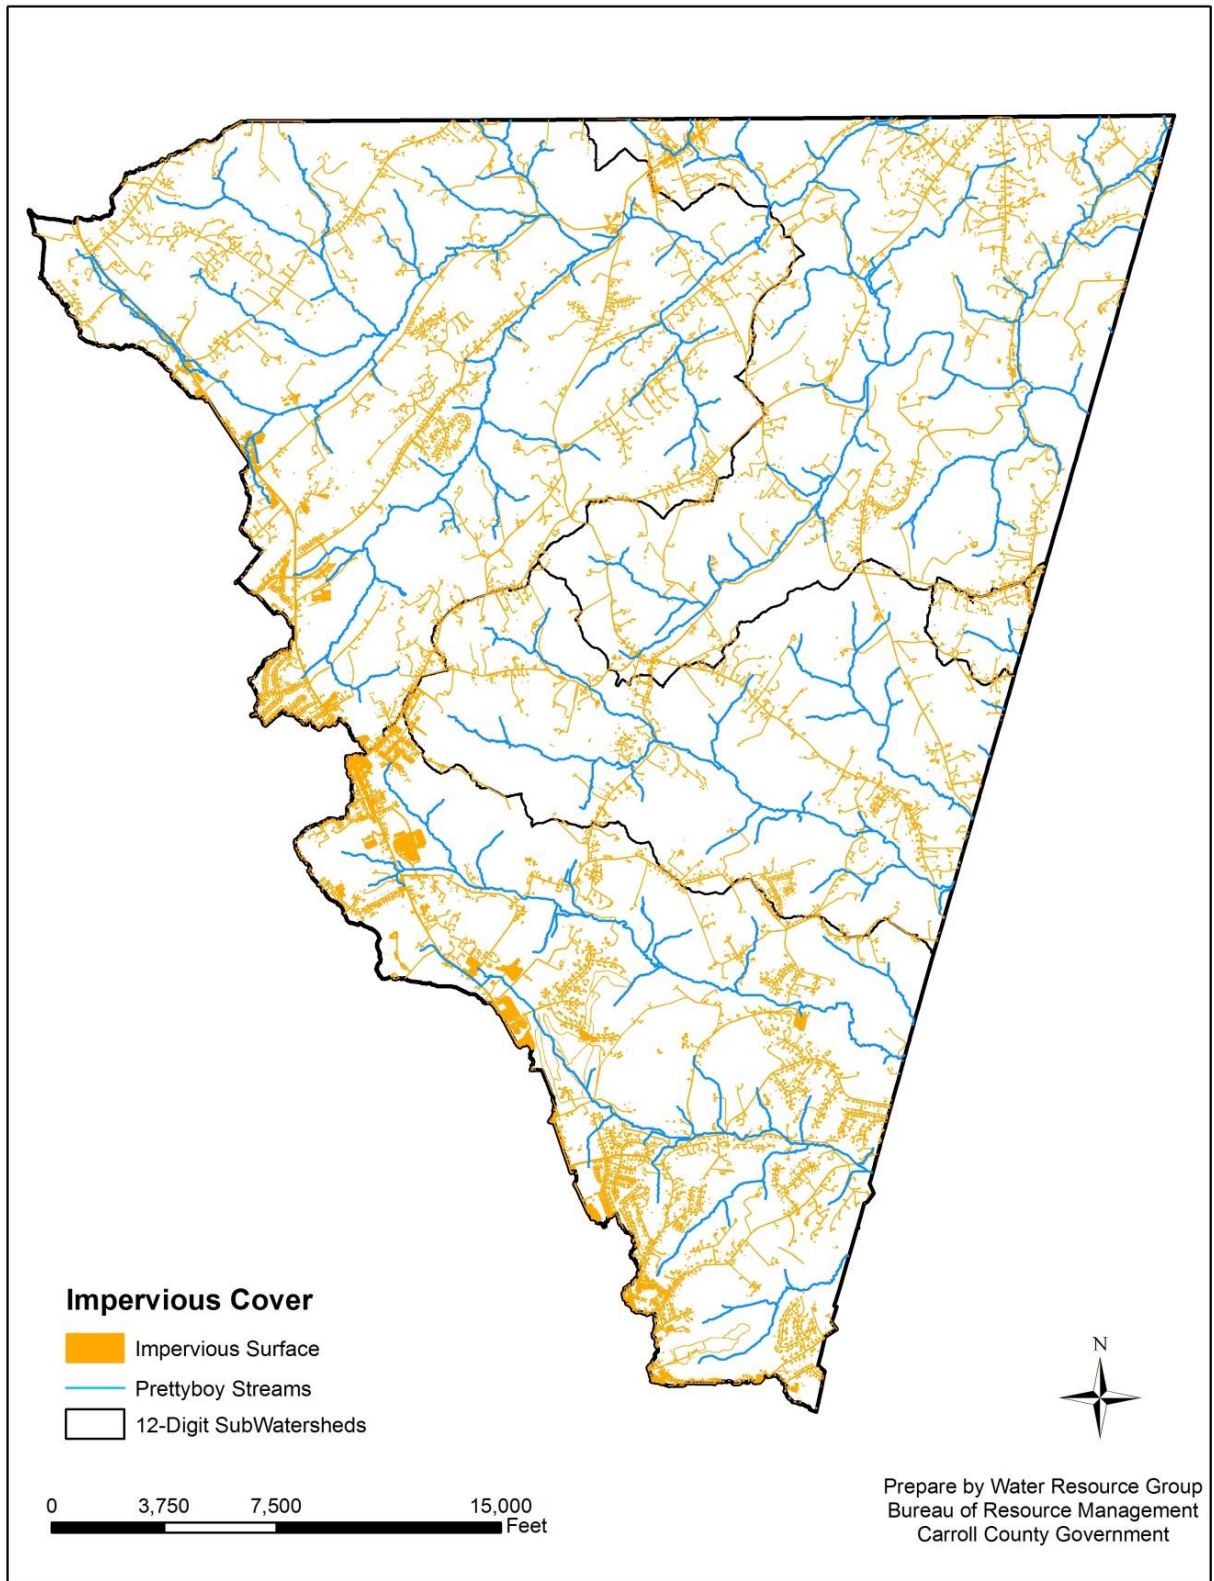 Impervious Cover
Impervious Surface
Prettyboy Streams
12-Digit SubWatersheds
0 3,750 7,500 15,000
Feet
N
Prepare by Water Resource Group
Bureau of Resource Management
Carroll County Government